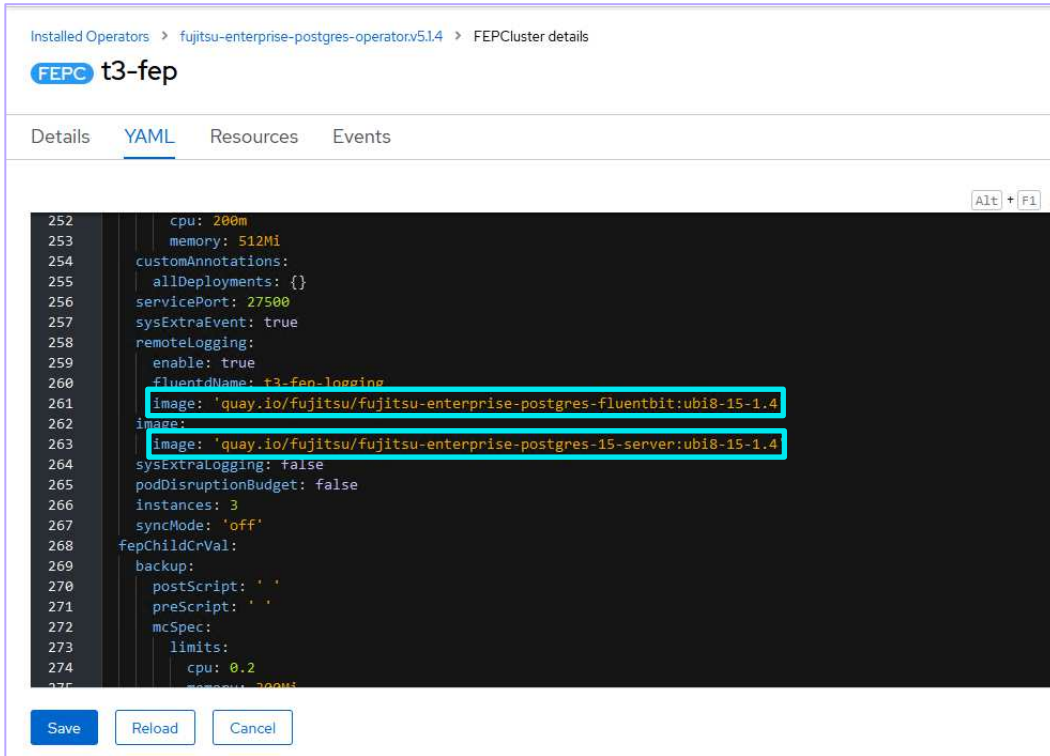 Installed Operators > fujitsu-enterprise-postgres-operator.v5.1.4 > FEPCluster details
FEPC t3-fep
Details YAML Resources Events
Alt + F1
252 cpu: 200m
253 memory: 512Mi
254 customAnnotations:
255 allDeployments: {}
256 servicePort: 27500
257 sysExtraEvent: true
258 remoteLogging:
259 enable: true
260 fluentdName: t3-fep-logging
261 image: 'quay.io/fujitsu/fujitsu-enterprise-postgres-fluentbit:ubi8-15-1.4'
262 image:
263 image: 'quay.io/fujitsu/fujitsu-enterprise-postgres-15-server:ubi8-15-1.4'
264 sysExtraLogging: false
265 podDisruptionBudget: false
266 instances: 3
267 syncMode: 'off'
268 fepChildCrVal:
269 backup:
270 postScript: ' '
271 preScript: ' '
272 mcSpec:
273 limits:
274 cpu: 0.2
275 memory: 300Mi
Save Reload Cancel